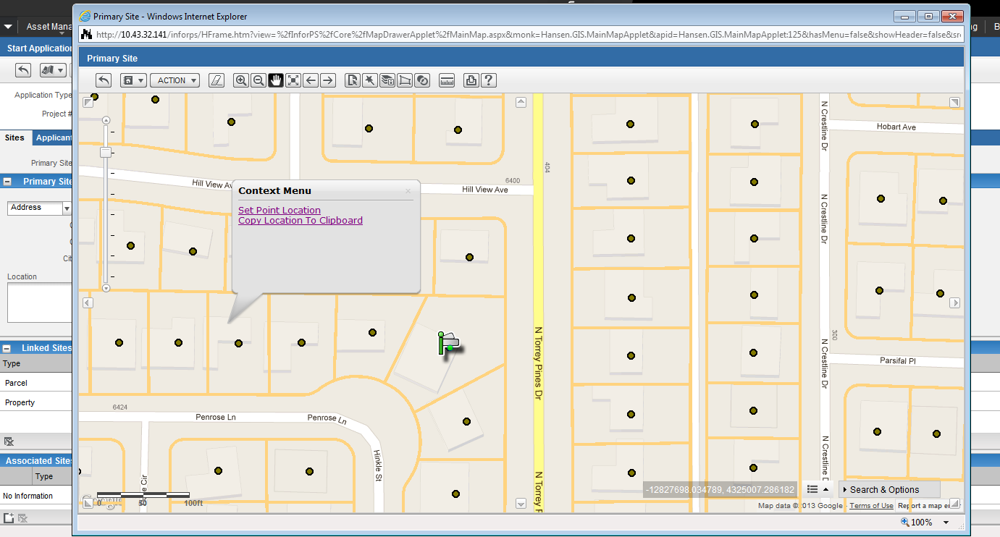 Primary Site - Windows Internet Explorer
Asset Mana
http://10.43.32.141/inforps/HFrame.htm?view=%2fInforPS%2fCore%2fMapDrawerApplet%2fMainMap.aspx&monk=Hansen.GIS.MainMapApplet&apid=Hansen.GIS.MainMapApplet:125&hasMenu=false&showHeader=false&src
Start Application
Primary Site
ACTION
Application Type
Project #
Sites
Applicant
Primary Site
Primary Site
Address
Cit
Location
Linked Sites
Type
Parcel
Property
Associated Sites
Type
No Information
Hill View Ave
6400
Hill View Ave
404
Context Menu
Set Point Location
Copy Location To Clipboard
N Crestline Dr
Hobart Ave
N Crestline Dr
N Torrey Pines Dr
300
N Crestline Dr
Parsifal Pl
6424
Penrose Ln
Penrose Ln
Hinkle St
N Torrey P
N Crestline D
Cir
Google
0
50
100ft
-12827698.034789, 4325007.286182
Search & Options
Map data ©2013 Google -
Terms of Use
Report a map er
100%